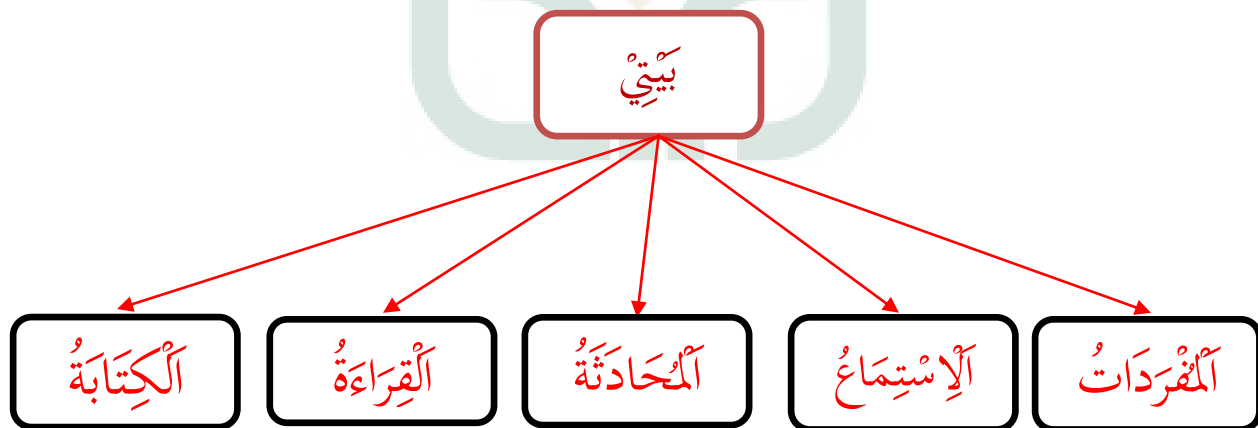 بَيْتِيْ
اَلْمُفْرَدَاتُ
اَلْاِسْتِمَاعُ
اَلْمُحَادَثَةُ
اَلْقِرَاءَةُ
اَلْكِتَابَةُ